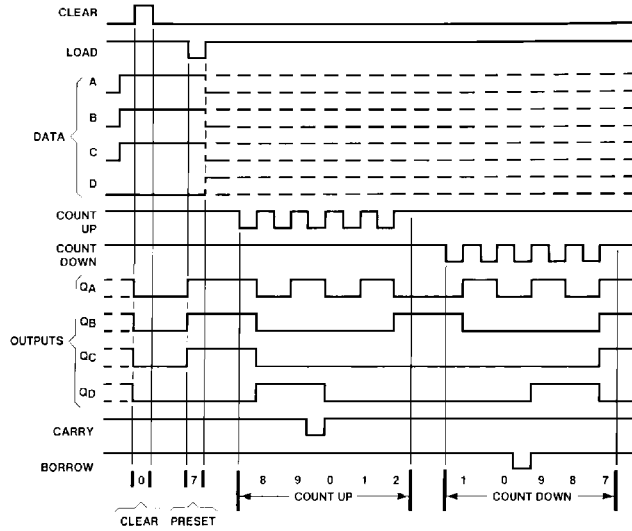 CLEAR
LOAD
A
B
DATA
C
D
COUNT
UP
COUNT
DOWN
QA
QB
OUTPUTS
QC
QD
CARRY
BORROW
0 7 8 9 0 1 2 1 0 9 8 7
COUNT UP COUNT DOWN
CLEAR PRESET